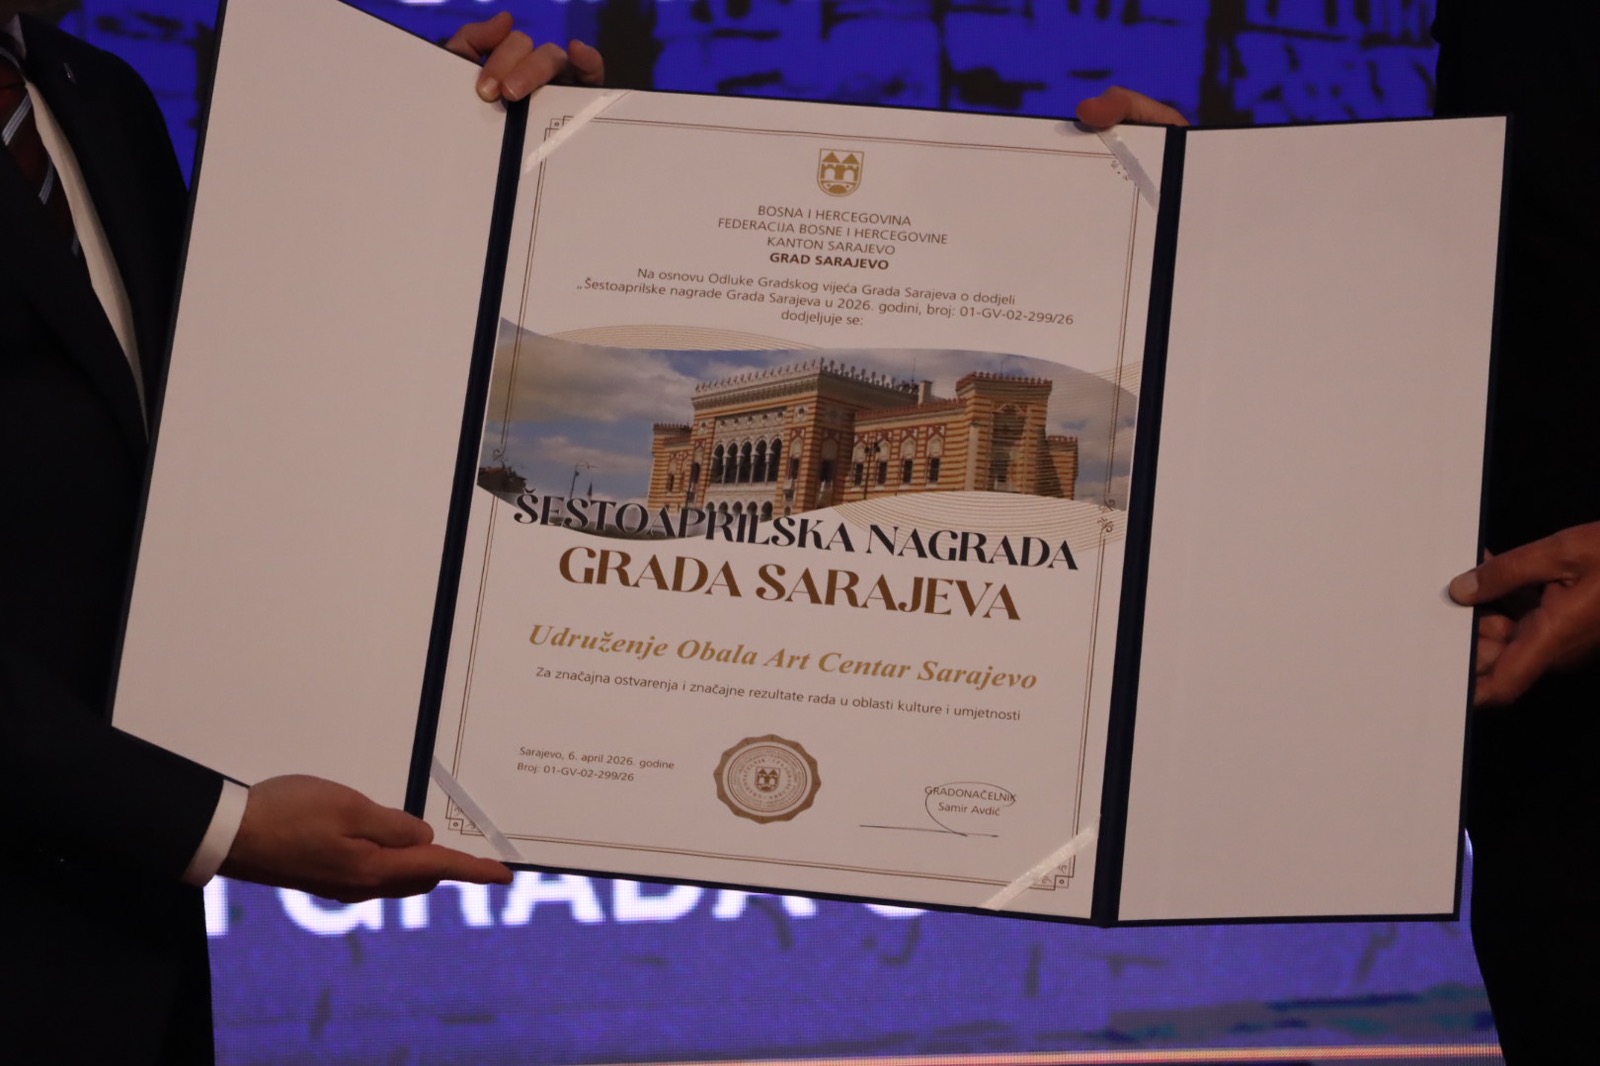 BOSNA I HERCEGOVINA
FEDERACIJA BOSNE I HERCEGOVINE
KANTON SARAJEVO
GRAD SARAJEVO
Na osnovu Odluke Gradskog vijeća Grada Sarajeva o dodjeli
„Šestoaprilske nagrade Grada Sarajeva u 2026. godini, broj: 01-GV-02-299/26
dodjeljuje se:
ŠESTOAPRILSKA NAGRADA
GRADA SARAJEVA
Udruženje Obala Art Centar Sarajevo
Za značajna ostvarenja i značajne rezultate rada u oblasti kulture i umjetnosti
Sarajevo, 6. april 2026. godine
Broj: 01-GV-02-299/26
GRADONAČELNIK
Samir Avdić
GRADA